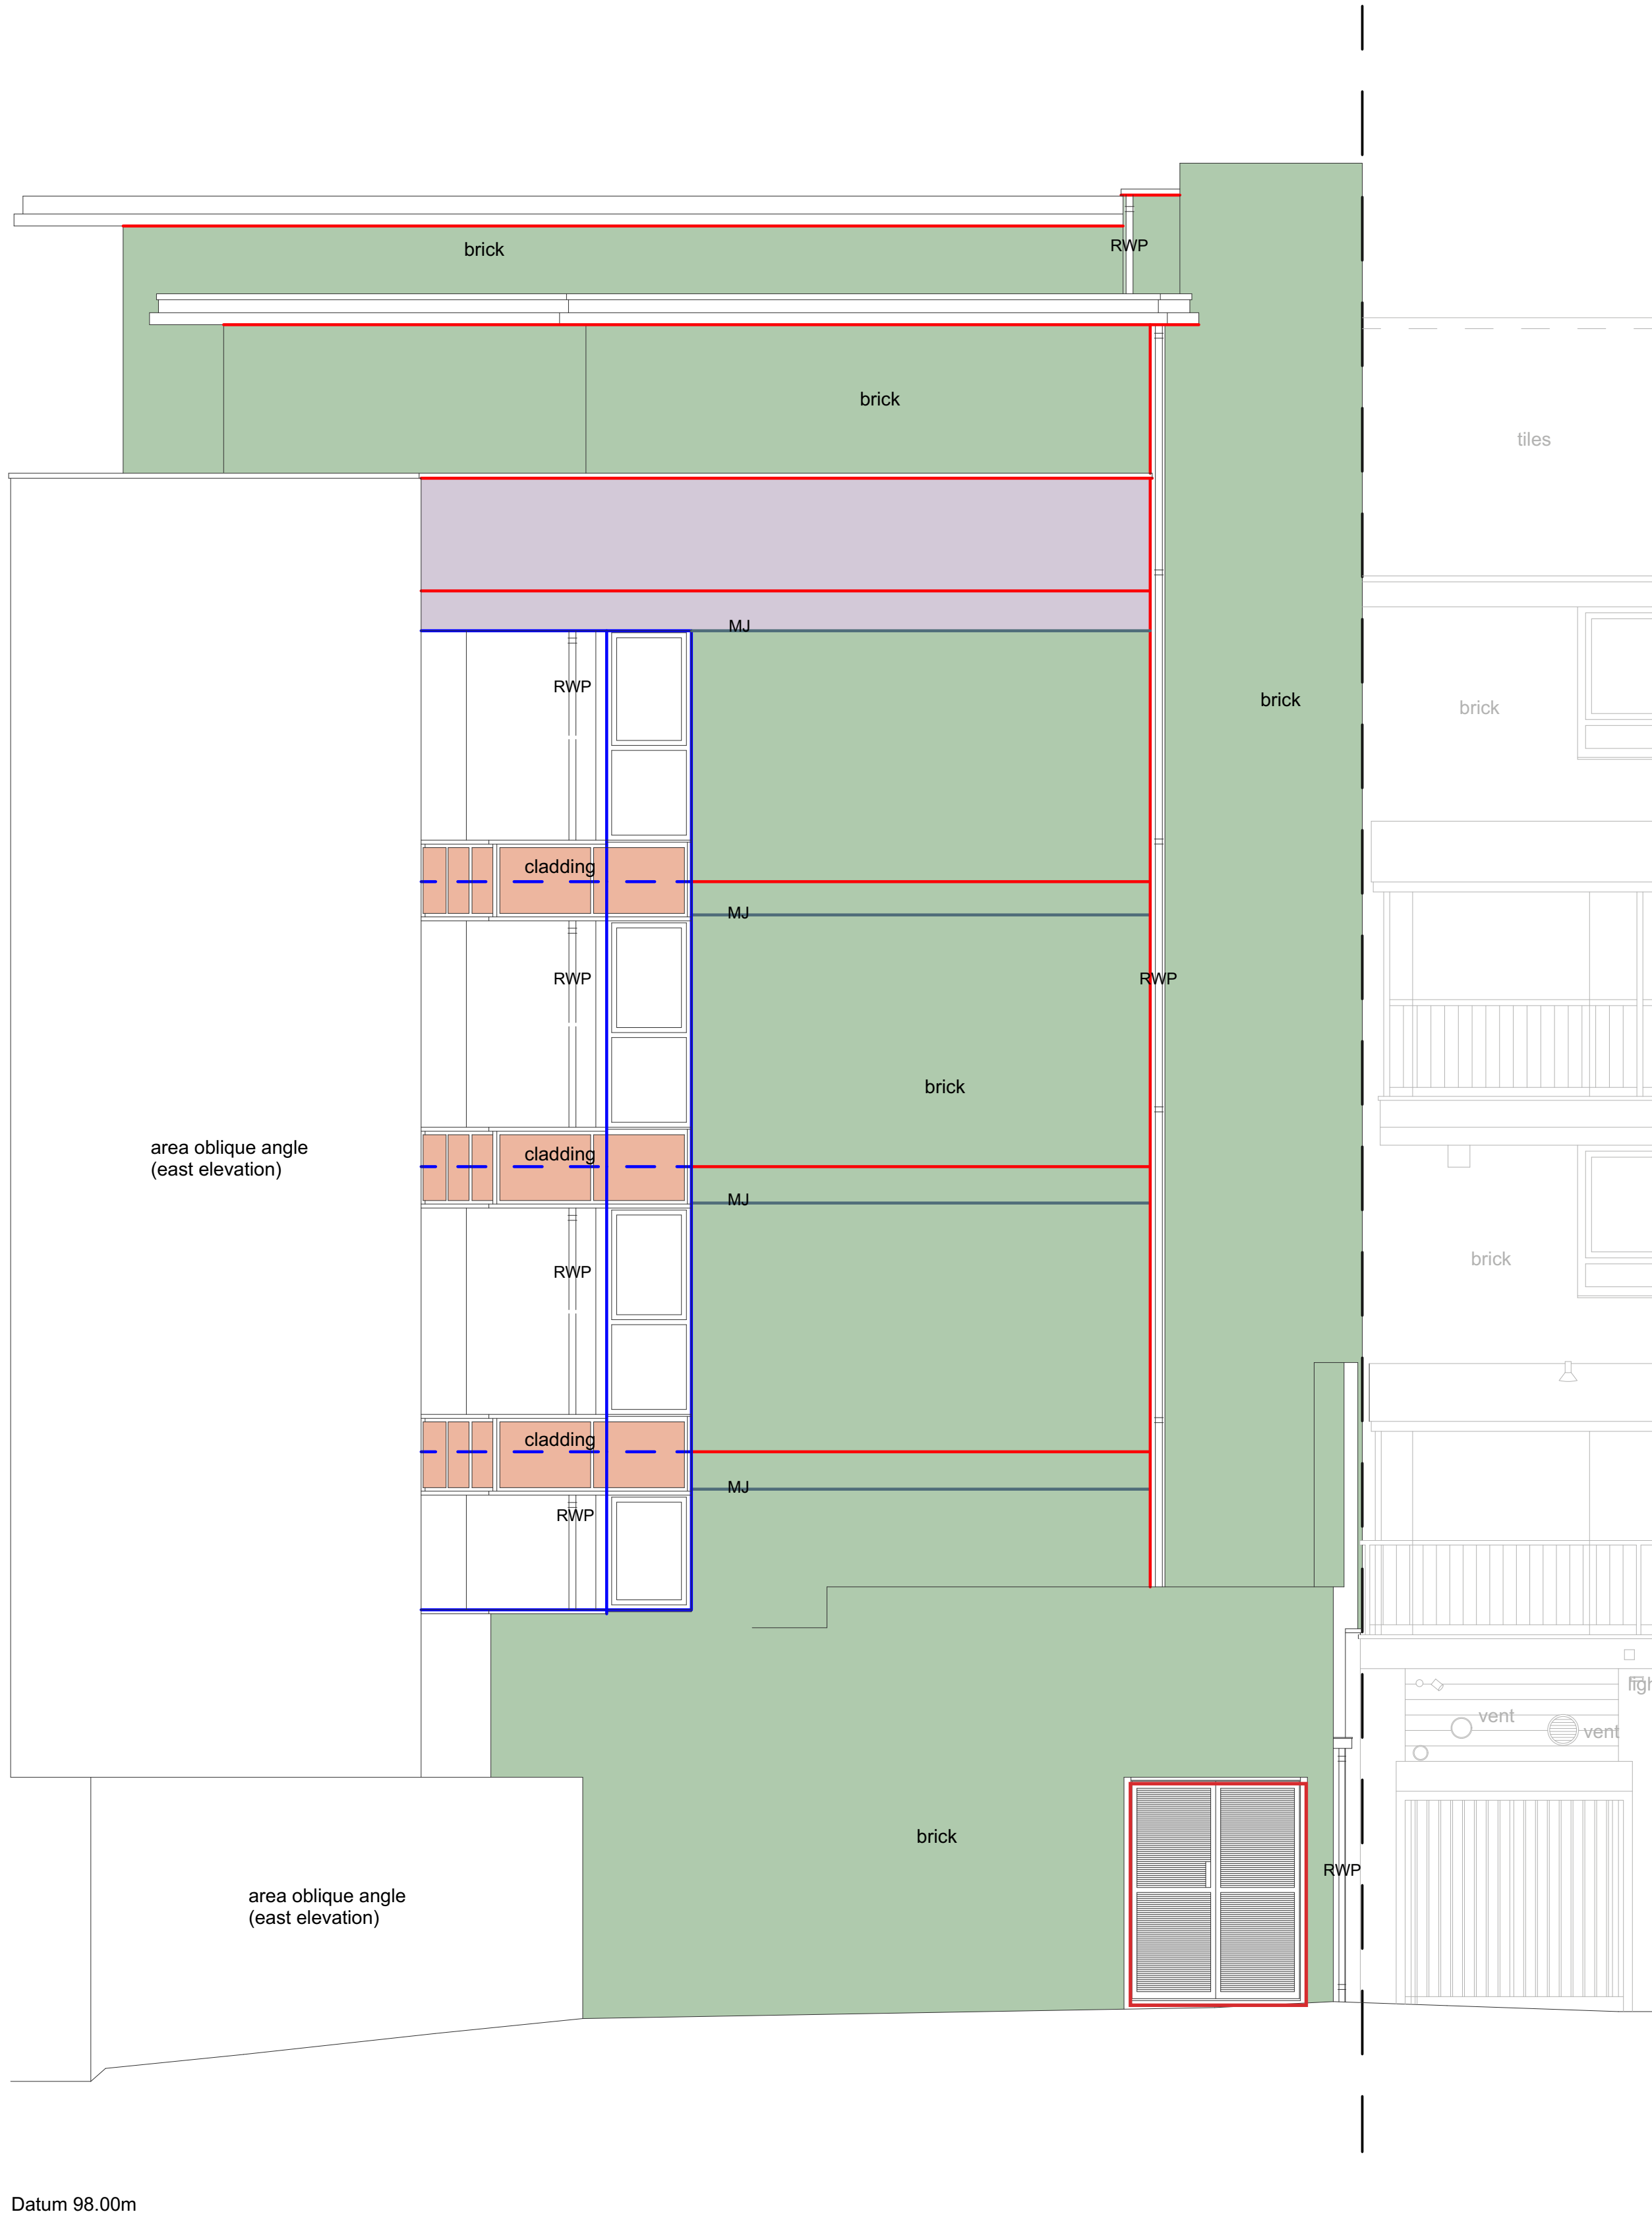 brick
RWP
brick
tiles
MJ
RWP
brick
brick
cladding
MJ
RWP
RWP
brick
area oblique angle
(east elevation)
cladding
MJ
RWP
brick
cladding
MJ
RWP
vent
vent
brick
RWP
area oblique angle
(east elevation)
Datum 98.00m